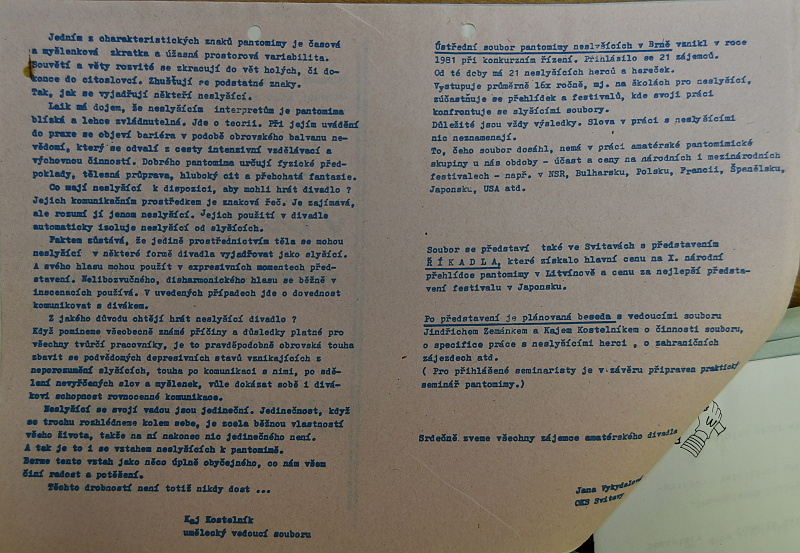 Jedním z charakteristických znaků pantomimy je časová
a myšlenková zkratka a úžasná prostorová variabilita.
Souvětí a věty rozvité se zkracují do vět holých, či do-
konce do citoslovcí. Zhušťují se podstatné znaky.
Tak, jak se vyjadřují někteří neslyšící.
Laik má dojem, že neslyšícím interpretům je pantomima
blízká a lehce zvládnutelná. Jde o teorii. Při jejím uvádění
do praxe se objeví bariéra v podobě obrovského balvanu ne-
vědomí, který se odvalí z cesty intenzivní vzdělávací a
výchovnou činností. Dobrého pantomima určují fyzické před-
poklady, tělesná průprava, hluboký cit a přebohatá fantazie.
Co mají neslyšící k dispozici, aby mohli hrát divadlo ?
Jejich komunikačním prostředkem je znaková řeč. Je zajímavá,
ale rozumí jí jenom neslyšící. Jejich použití v divadle
automaticky isoluje neslyšící od slyšících.
Faktem zůstává, že jedině prostřednictvím těla se mohou
neslyšící v některé formě divadla vyjadřovat jako slyšící.
A svého hlasu mohou použít v expresivních momentech před-
stavení. Nelibozvučného, disharmonického hlasu se běžně v
inscenacích používá. V uvedených případech jde o dovednost
komunikovat s divákem.
Z jakého důvodu chtějí hrát neslyšící divadlo ?
Když pomineme všeobecně známé příčiny a důsledky platné pro
všechny tvůrčí pracovníky, je to pravděpodobně obrovská touha
zbavit se podvědomých depresivních stavů vznikajících z
neporozumění slyšících, touha po komunikaci s nimi, po sdě-
lení nevyřčených slov a myšlenek, vůle dokázat sobě i divá-
kovi schopnost rovnocenné komunikace.
Neslyšící se svojí vadou jsou jedineční. Jedinečnost, když
se trochu rozhlédneme kolem sebe, je zcela běžnou vlastností
všeho života, takže na ní nakonec nic jedinečného není.
A tak je to i se vztahem neslyšících k pantomimě.
Berme tento vztah jako něco úplně obyčejného, co nám všem
činí radost a potěšení.
Těchto drobností není totiž nikdy dost ...
Kaj Kostelník
umělecký vedoucí souboru
Ústřední soubor pantomimy neslyšících v Brně vznikl v roce
1981 při konkurzním řízení. Přihlásilo se 21 zájemců.
Od té doby má 21 neslyšících herců a hereček.
Vystupuje průměrně 16x ročně, mj. na školách pro neslyšící,
zúčastňuje se přehlídek a festivalů, kde svoji práci
konfrontuje se slyšícími soubory.
Důležité jsou vždy výsledky. Slova v práci s neslyšícími
nic neznamenají.
To, čeho soubor dosáhl, nemá v práci amatérské pantomimické
skupiny u nás obdoby - účast a ceny na národních i mezinárodních
festivalech - např. v NSR, Bulharsku, Polsku, Francii, Španělsku,
Japonsku, USA atd.
Soubor se představí také ve Svitavách s představením
Ř Í K A D L A, které získalo hlavní cenu na X. národní
přehlídce pantomimy v Litvínově a cenu za nejlepší představ-
vení festivalu v Japonsku.
Po představení je plánovaná beseda s vedoucími souboru
Jindřichem Zemánkem a Kajem Kostelníkem o činnosti souboru,
o specifice práce s neslyšícími herci , o zahraničních
zájezdech atd.
( Pro přihlášené seminaristy je v závěru připraven praktický
seminář pantomimy.)
Srdečně zveme všechny zájemce amatérského divadla
Jana Vykydalová
OKS Svitavy